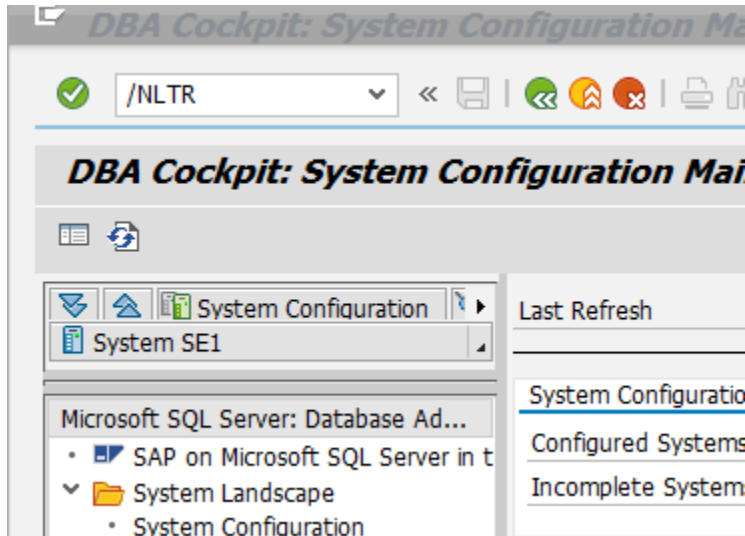 DBA Cockpit: System Configuration Ma
/NLTR
DBA Cockpit: System Configuration Mai
System Configuration
System SE1
Last Refresh
Microsoft SQL Server: Database Ad...
SAP on Microsoft SQL Server in t
System Landscape
System Configuration
System Configuratio
Configured Systems
Incomplete Systems